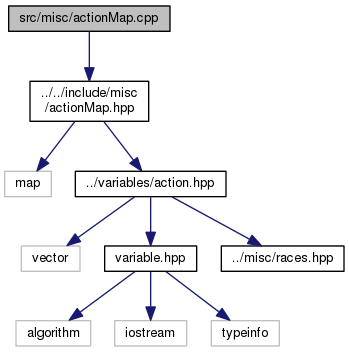 src/misc/actionMap.cpp
../../include/misc
/actionMap.hpp
map
../variables/action.hpp
vector
variable.hpp
../misc/races.hpp
algorithm
iostream
typeinfo